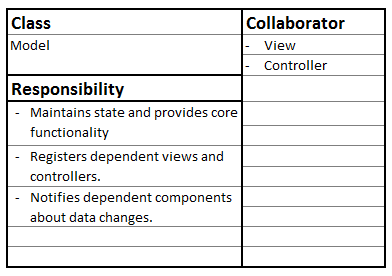 Class
Model
Responsibility
- Maintains state and provides core
functionality
- Registers dependent views and
controllers.
- Notifies dependent components
about data changes.
Collaborator
- View
- Controller